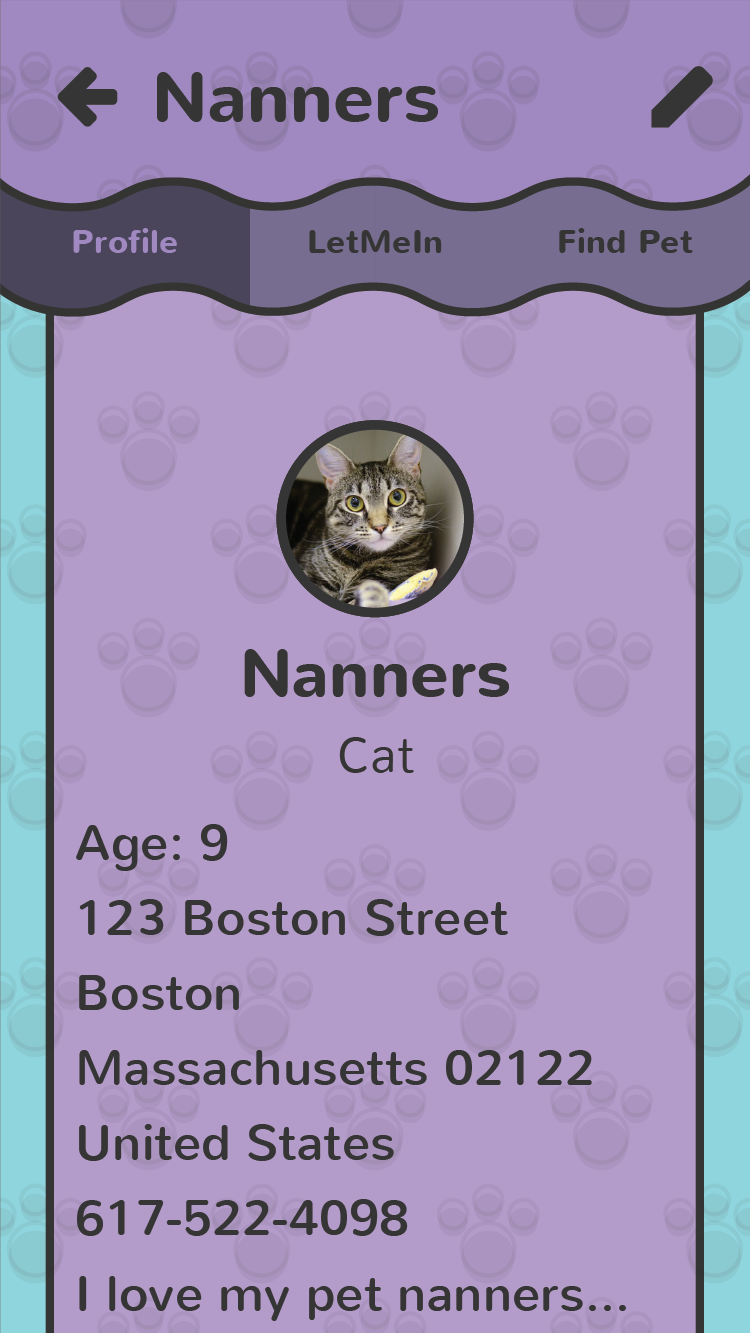 Nanners
Profile LetMeIn Find Pet
Nanners
Cat
Age: 9
123 Boston Street
Boston
Massachusetts 02122
United States
617-522-4098
I love my pet nanners...